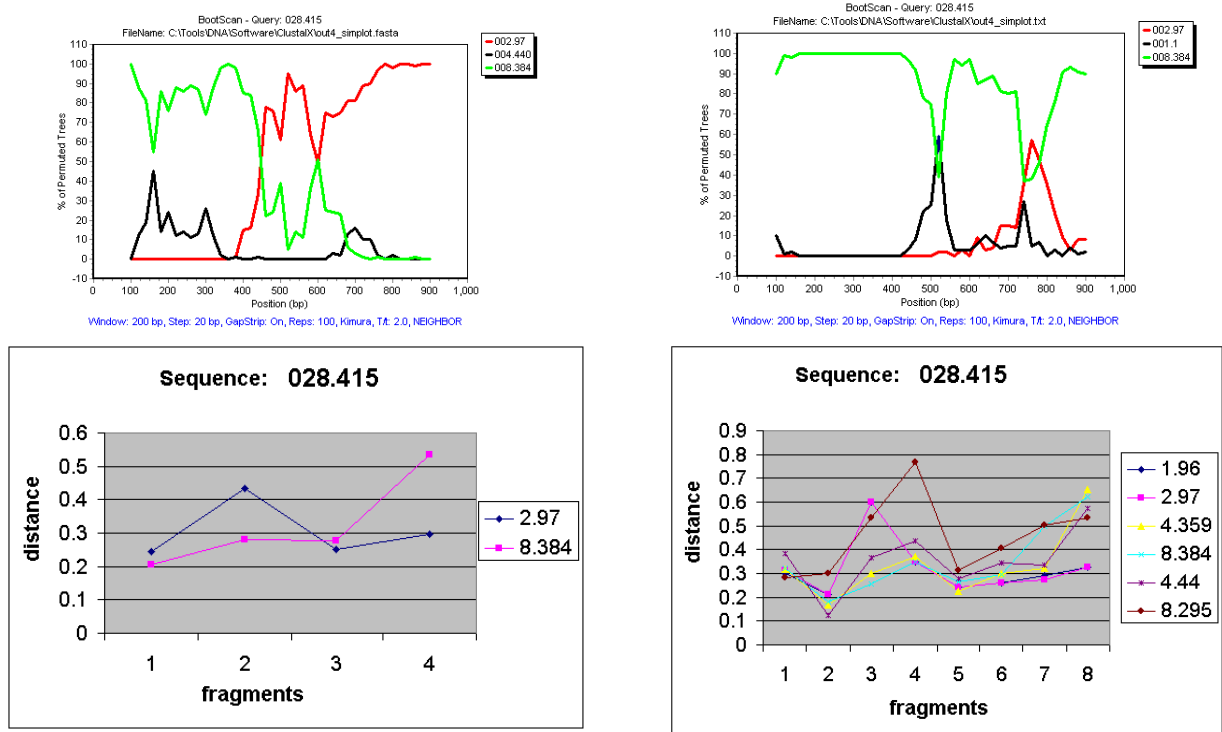 BootScan - Query: 028.415
FileName: C:\Tools\DNA\Software\ClustalX\out4_simplot.fasta
002.97
004.440
008.384
% of Permuted Trees
110
100
90
80
70
60
50
40
30
20
10
0
-10
0 100 200 300 400 500 600 700 800 900 1,000
Position (bp)
Window: 200 bp, Step: 20 bp, GapStrip: On, Reps: 100, Kimura, T/t: 2.0, NEIGHBOR
BootScan - Query: 028.415
FileName: C:\Tools\DNA\Software\ClustalX\out4_simplot.txt
002.97
001.1
008.384
% of Permuted Trees
110
100
90
80
70
60
50
40
30
20
10
0
-10
0 100 200 300 400 500 600 700 800 900 1,000
Position (bp)
Window: 200 bp, Step: 20 bp, GapStrip: On, Reps: 100, Kimura, T/t: 2.0, NEIGHBOR
Sequence: 028.415
distance
0.6
0.5
0.4
0.3
0.2
0.1
0
1 2 3 4
fragments
2.97
8.384
Sequence: 028.415
distance
0.9
0.8
0.7
0.6
0.5
0.4
0.3
0.2
0.1
0
1 2 3 4 5 6 7 8
fragments
1.96
2.97
4.359
8.384
4.44
8.295